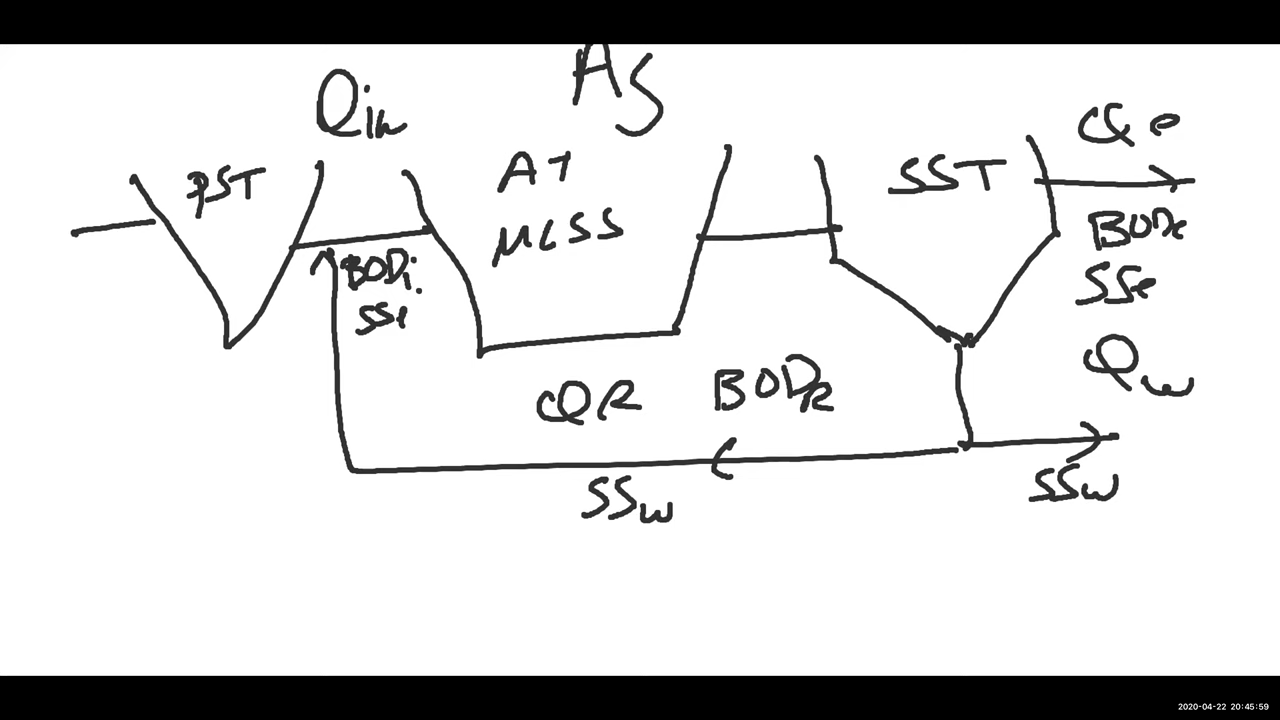 AS
Qin
PST
AT
MLSS
SST
Qe
BODe
SSe
BODi
SSi
QR BODR
Qw
SSw
SSw
2020-04-22 20:45:59